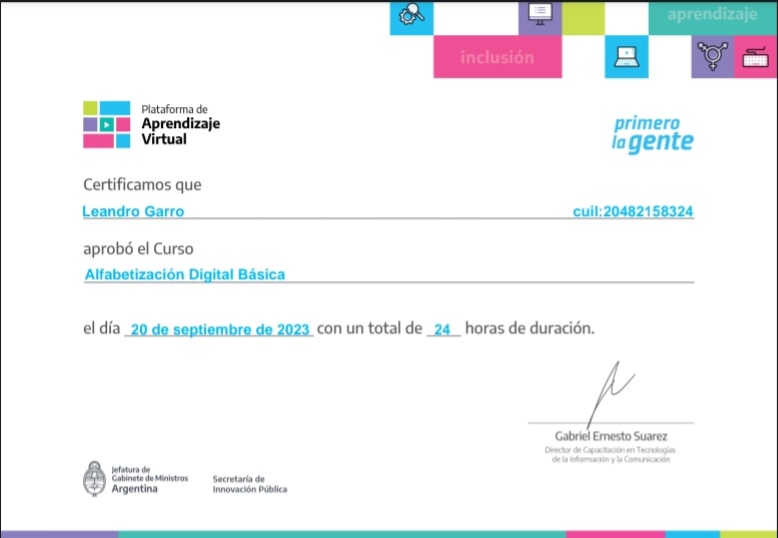 aprendizaje
inclusión
Plataforma de
Aprendizaje
Virtual
primero
la gente
Certificamos que
Leandro Garro cuil:20482158324
aprobó el Curso
Alfabetización Digital Básica
el día 20 de septiembre de 2023 con un total de 24 horas de duración.
Gabriel Ernesto Suarez
Director de Capacitación en Tecnologías
de la Información y la Comunicación
Jefatura de
Gabinete de Ministros
Argentina
Secretaría de
Innovación Pública